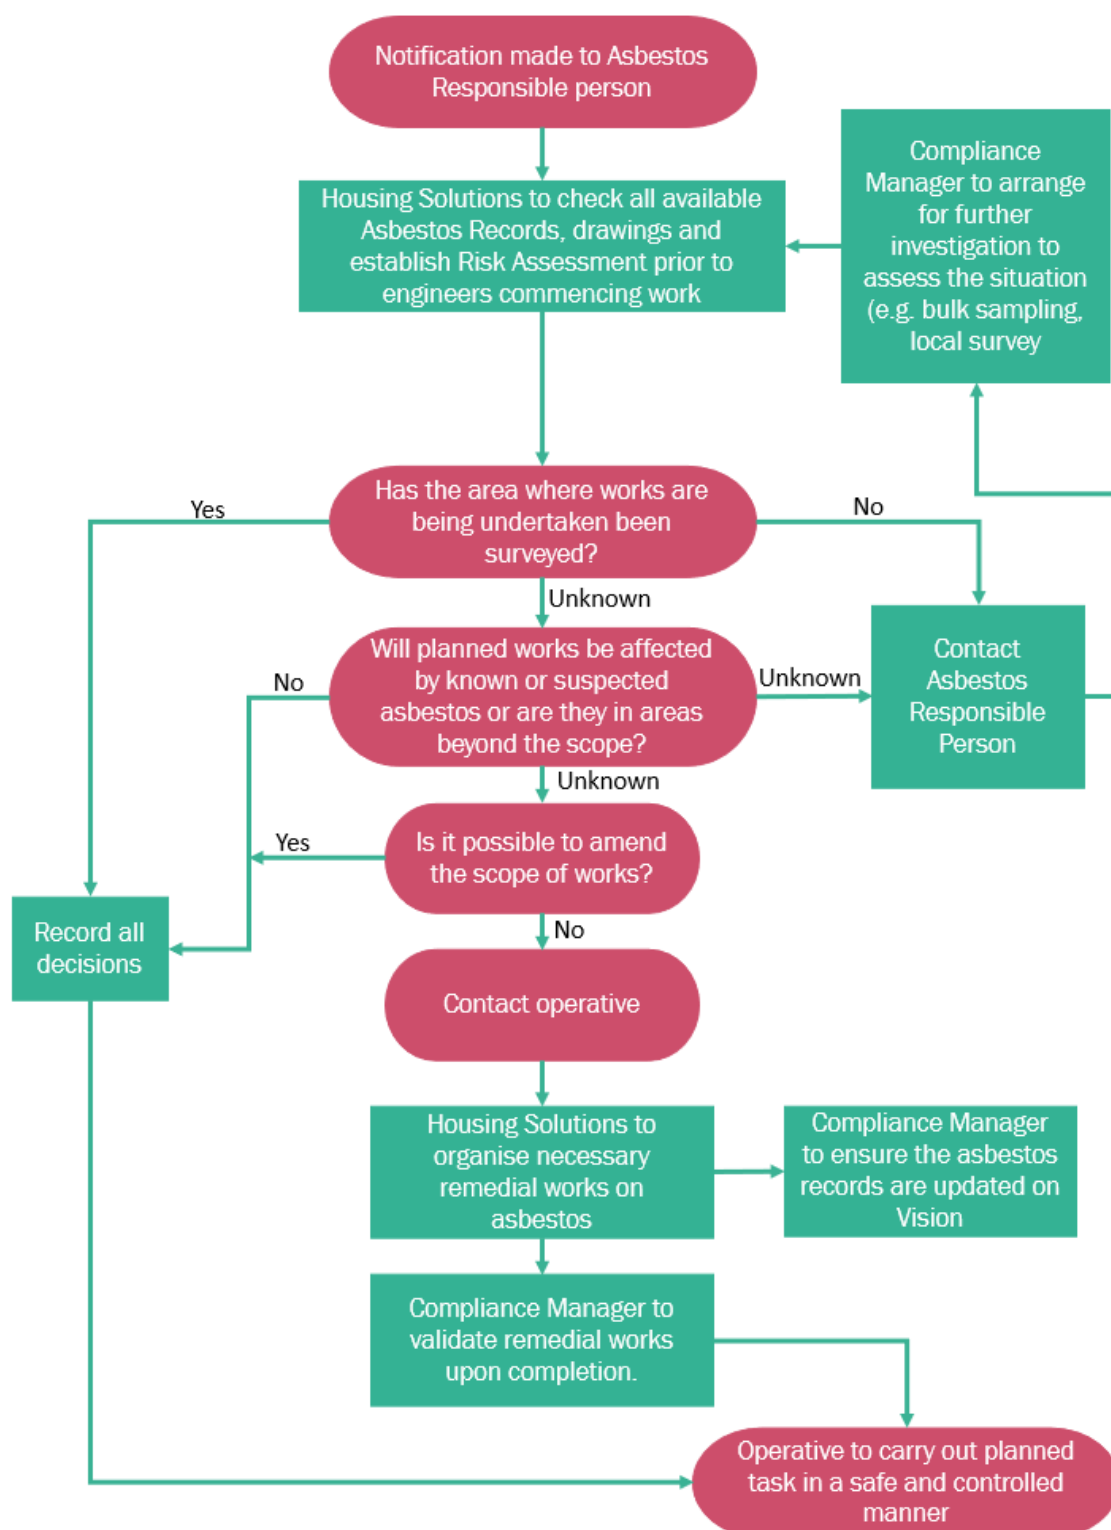 Notification made to Asbestos
Responsible person
Compliance
Manager to arrange
for further
investigation to
assess the situation
(e.g. bulk sampling,
local survey
Housing Solutions to check all available
Asbestos Records, drawings and
establish Risk Assessment prior to
engineers commencing work
Has the area where works are
being undertaken been
surveyed?
Yes
No
Unknown
Will planned works be affected
by known or suspected
asbestos or are they in areas
beyond the scope?
No
Unknown
Contact
Asbestos
Responsible
Person
Unknown
Is it possible to amend
the scope of works?
Yes
No
Record all
decisions
Contact operative
Housing Solutions to
organise necessary
remedial works on
asbestos
Compliance Manager
to ensure the asbestos
records are updated on
Vision
Compliance Manager to
validate remedial works
upon completion.
Operative to carry out planned
task in a safe and controlled
manner